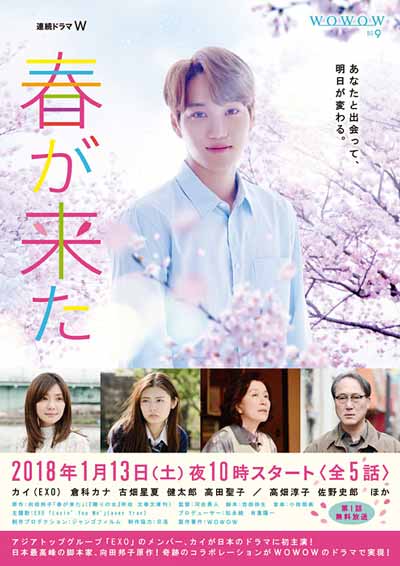 連続ドラマW
WOWOW
BS 9
春が来た
あなたと出会って、
明日が変わる。
2018年1月13日(土)夜10時スタート〈全5話〉
カイ(EXO) 倉科カナ 古畑星夏 健太郎 高田聖子 / 高畑淳子 佐野史郎 ほか
第1話
無料放送
アジアトップグループ「EXO」のメンバー、カイが日本のドラマに初主演!
日本最高峰の脚本家、向田邦子原作!奇跡のコラボレーションがWOWOWのドラマで実現!